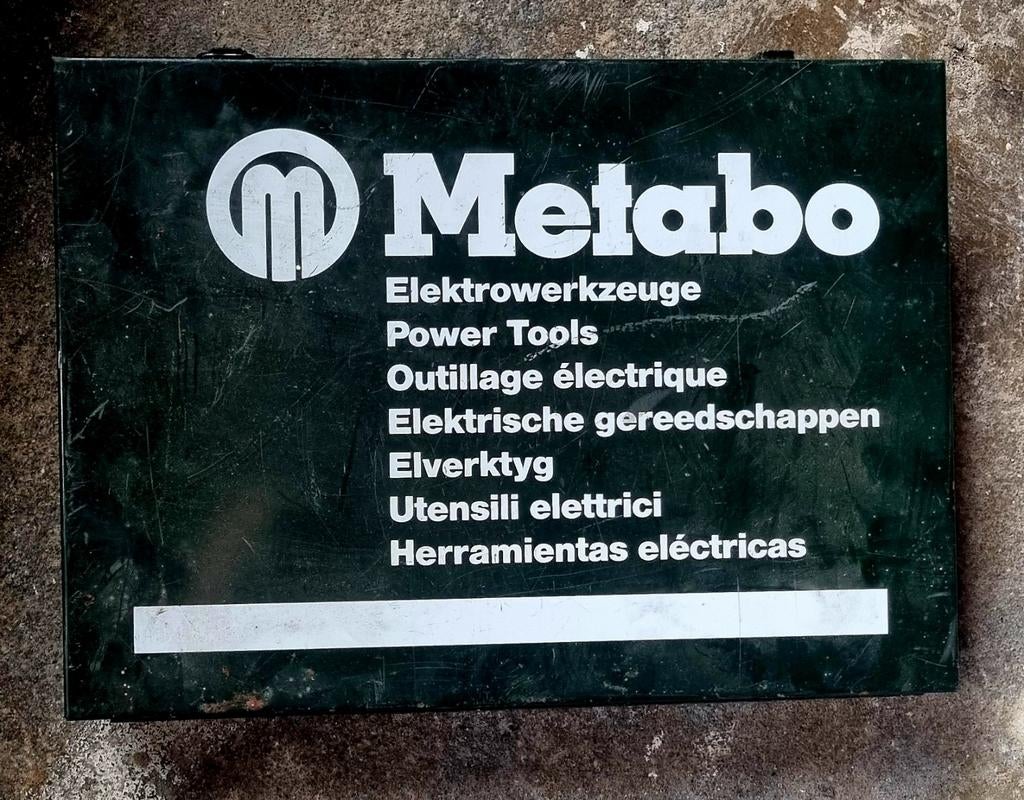 m Metabo
Elektrowerkzeuge
Power Tools
Outillage électrique
Elektrische gereedschappen
Elverktyg
Utensili elettrici
Herramientas eléctricas